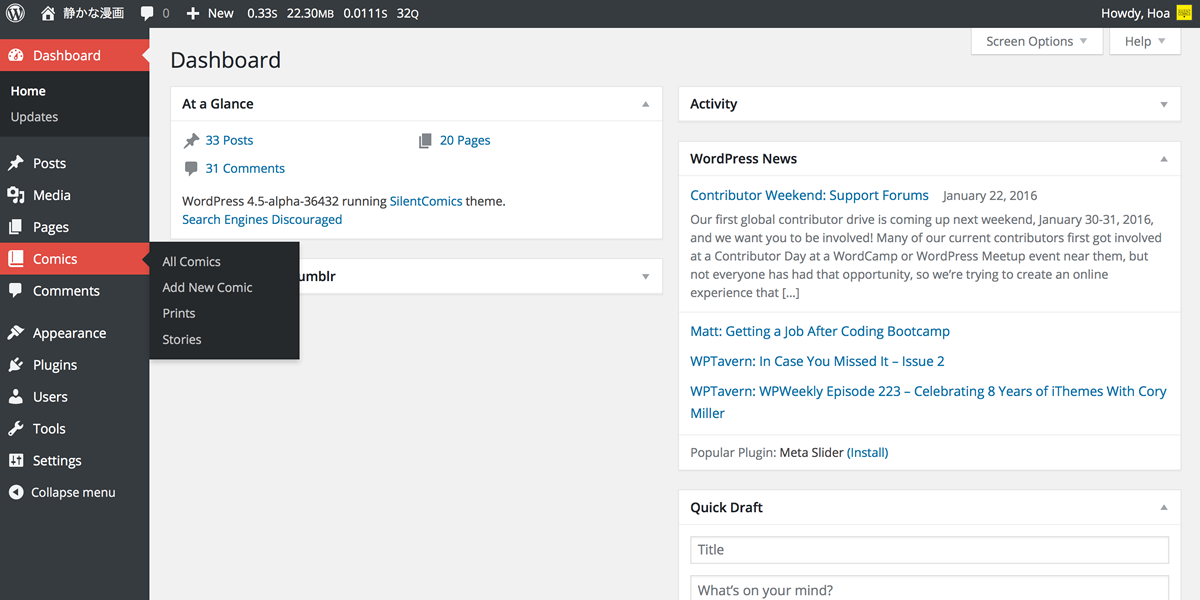 静かな漫画 0 New 0.33s 22.30MB 0.0111s 32Q Howdy, Hoa
Screen Options Help
Dashboard
Home
Updates
Posts
Media
Pages
Comics
Comments
Appearance
Plugins
Users
Tools
Settings
Collapse menu
All Comics
Add New Comic
Prints
Stories
Dashboard
At a Glance
33 Posts 20 Pages
31 Comments
WordPress 4.5-alpha-36432 running SilentComics theme.
Search Engines Discouraged
umblr
Activity
WordPress News
Contributor Weekend: Support Forums January 22, 2016
Our first global contributor drive is coming up next weekend, January 30-31, 2016,
and we want you to be involved! Many of our current contributors first got involved
at a Contributor Day at a WordCamp or WordPress Meetup event near them, but
not everyone has had that opportunity, so we’re trying to create an online
experience that […]
Matt: Getting a Job After Coding Bootcamp
WPTavern: In Case You Missed It – Issue 2
WPTavern: WPWeekly Episode 223 – Celebrating 8 Years of iThemes With Cory
Miller
Popular Plugin: Meta Slider (Install)
Quick Draft
Title
What’s on your mind?